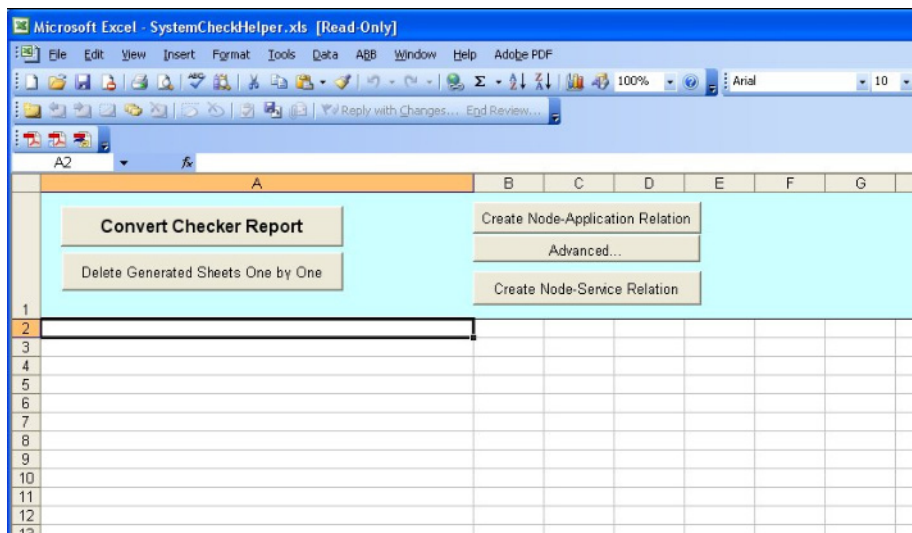 Microsoft Excel - SystemCheckHelper.xls [Read-Only]
File Edit View Insert Format Tools Data ABB Window Help Adobe PDF
Σ 100% Arial 10
Reply with Changes... End Review...
A2 fx
A B C D E F G
Convert Checker Report
Create Node-Application Relation
Advanced...
Delete Generated Sheets One by One
Create Node-Service Relation
1
2
3
4
5
6
7
8
9
10
11
12
13